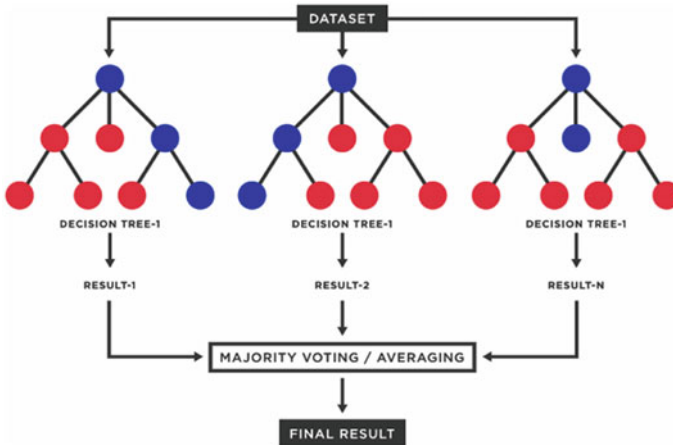 DATASET
DECISION TREE-1
DECISION TREE-1
DECISION TREE-1
RESULT-1
RESULT-2
RESULT-N
MAJORITY VOTING / AVERAGING
FINAL RESULT